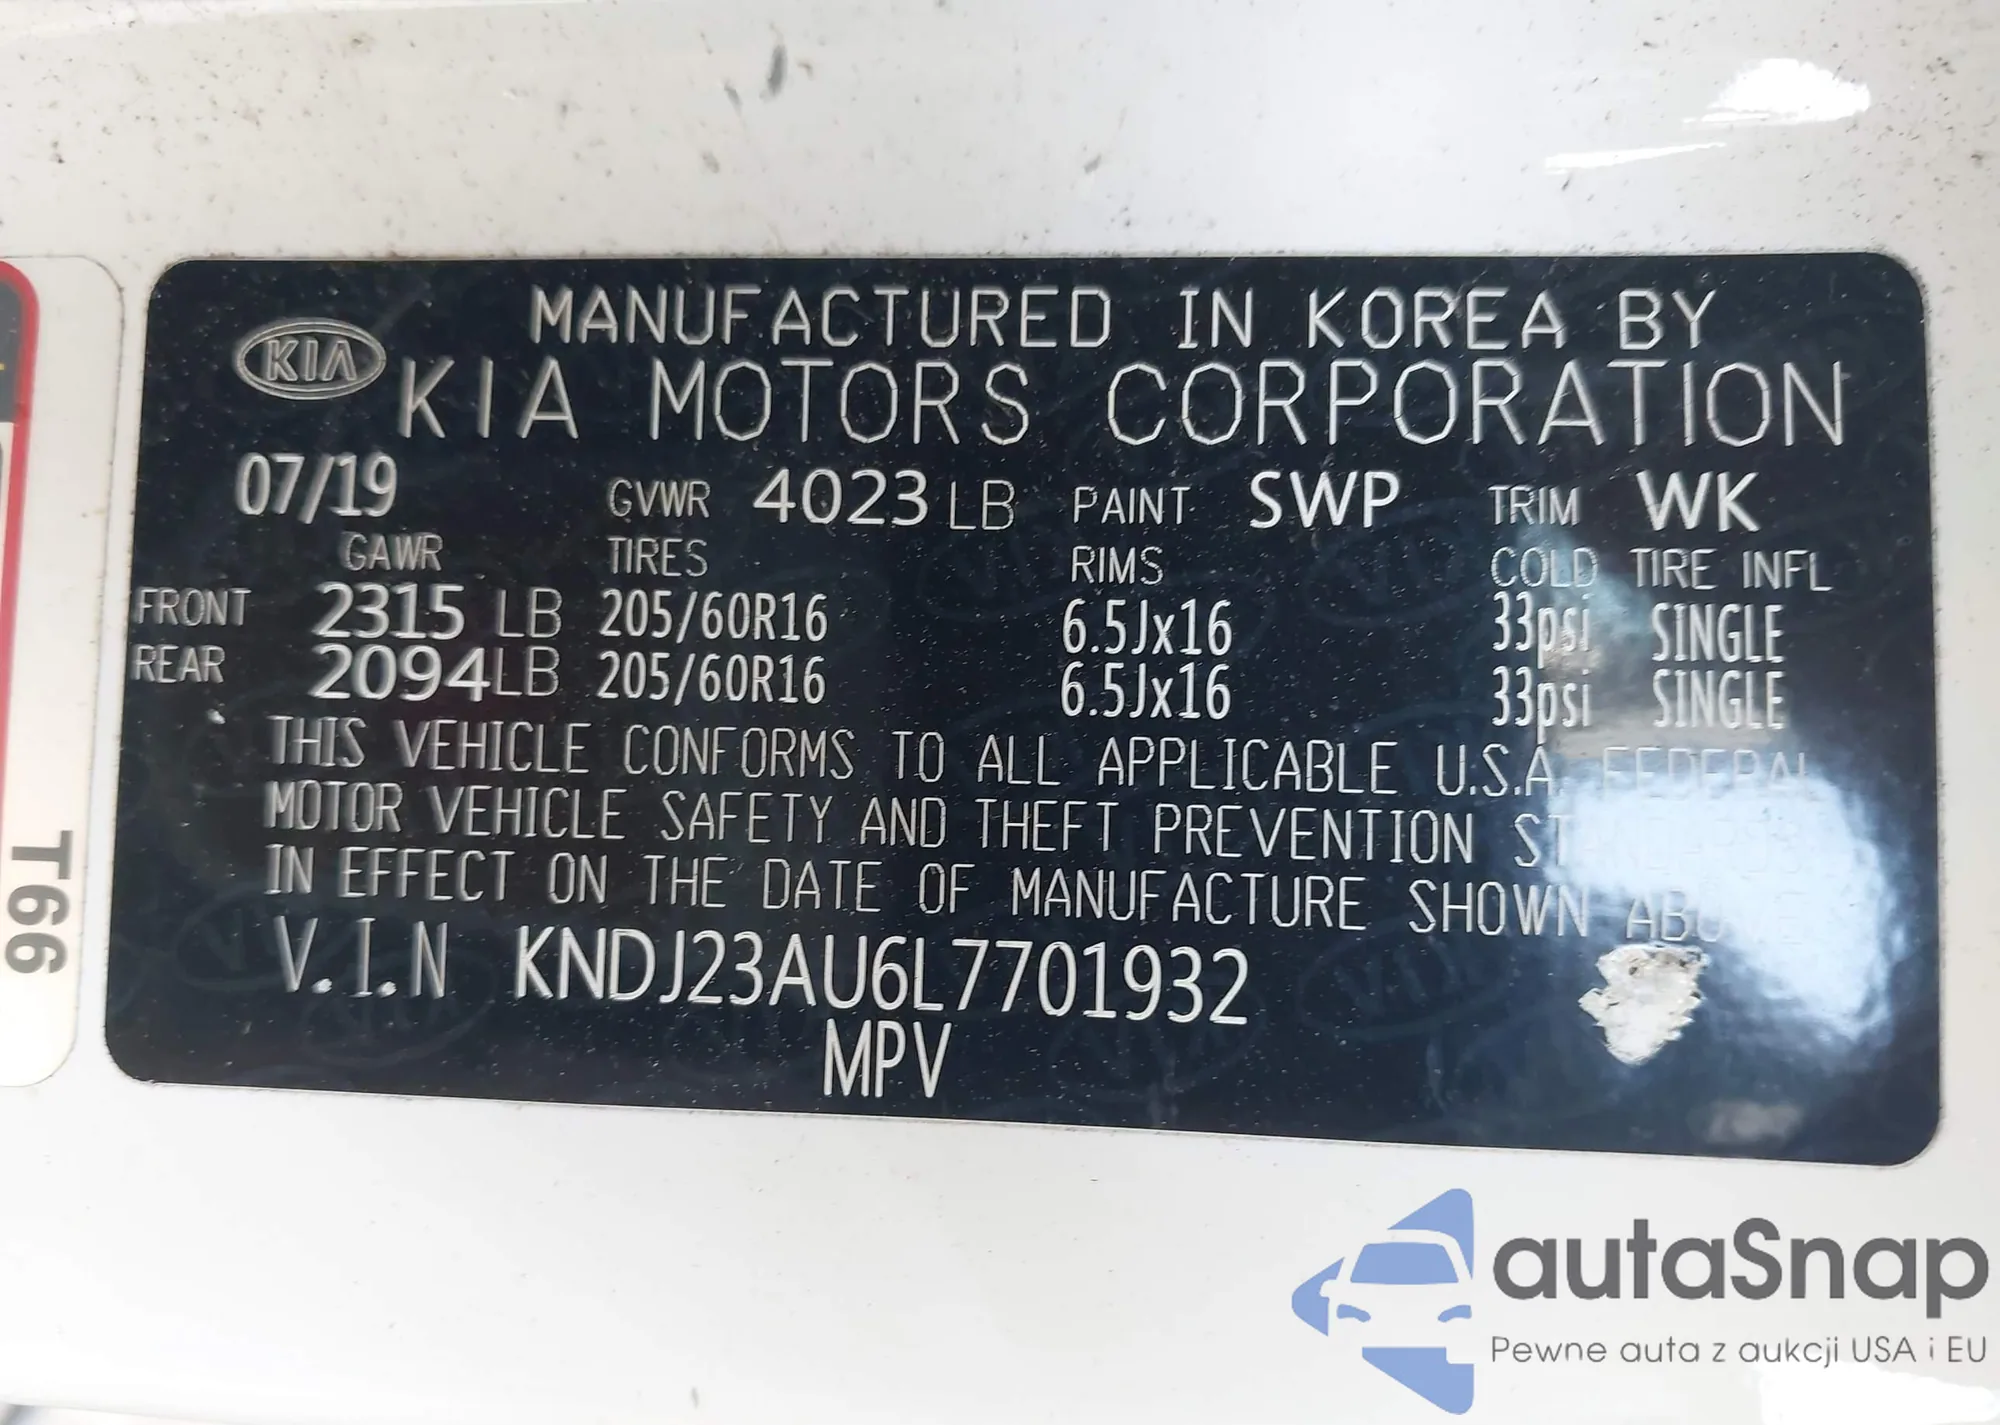 MANUFACTURED IN KOREA BY
KIA
KIA MOTORS CORPORATION
07/19 GVWR 4023 LB PAINT SWP TRIM WK
GAWR TIRES RIMS COLD TIRE INFL
FRONT 2315 LB 205/60R16 6.5Jx16 33psi SINGLE
REAR 2094 LB 205/60R16 6.5Jx16 33psi SINGLE
THIS VEHICLE CONFORMS TO ALL APPLICABLE U.S.A. FEDERAL
MOTOR VEHICLE SAFETY AND THEFT PREVENTION
IN EFFECT ON THE DATE OF MANUFACTURE SHOWN ABOVE
V.I.N KNDJ23AU6L7701932
MPV
T66
autaSnap
Pewne auta z aukcji USA i EU